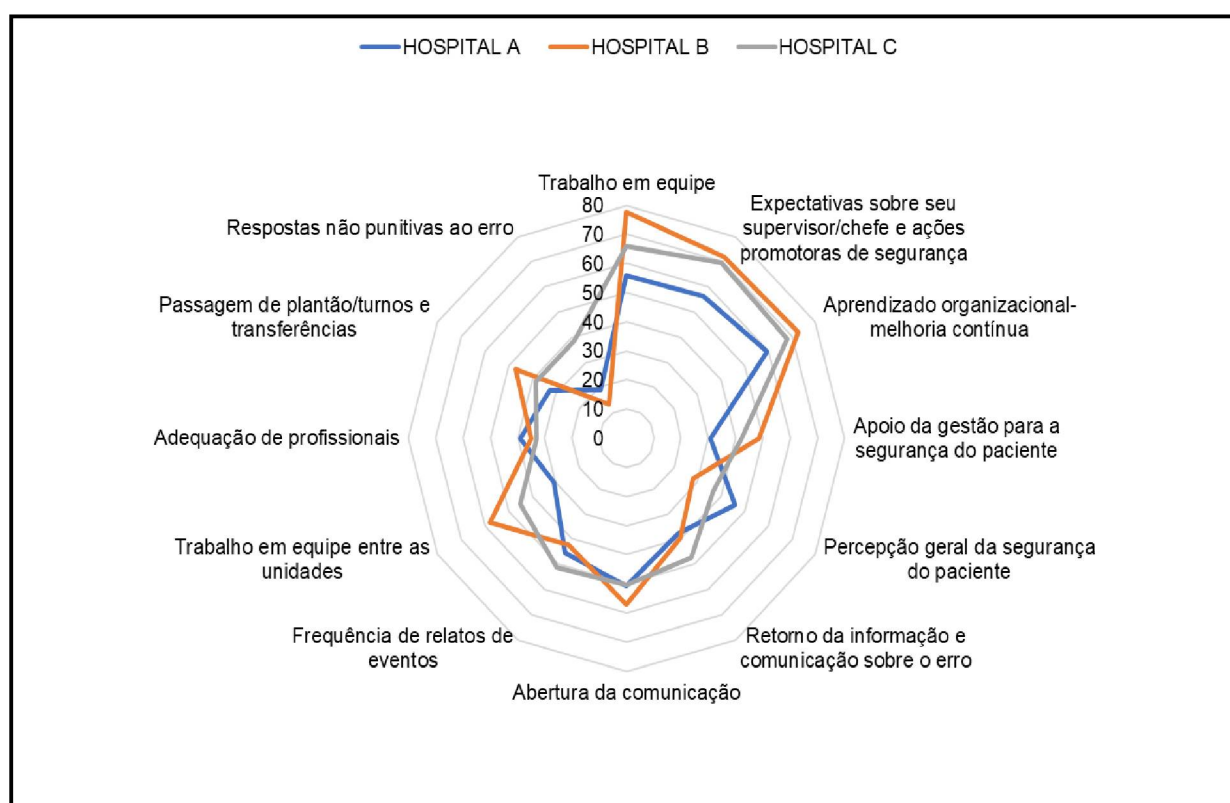 HOSPITAL A HOSPITAL B HOSPITAL C
Trabalho em equipe
Expectativas sobre seu
supervisor/chefe e ações
promotoras de segurança
Aprendizado organizacional-
melhoria contínua
Apoio da gestão para a
segurança do paciente
Percepção geral da segurança
do paciente
Retorno da informação e
comunicação sobre o erro
Abertura da comunicação
Frequência de relatos de
eventos
Trabalho em equipe entre as
unidades
Adequação de profissionais
Passagem de plantão/turnos e
transferências
Respostas não punitivas ao erro
80
70
60
50
40
30
20
10
0